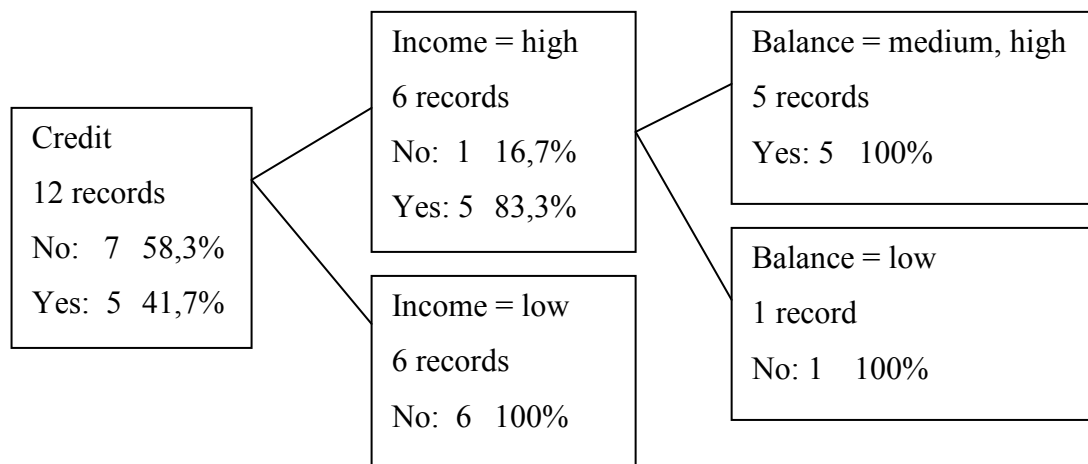 Credit
12 records
No: 7 58,3%
Yes: 5 41,7%
Income = high
6 records
No: 1 16,7%
Yes: 5 83,3%
Income = low
6 records
No: 6 100%
Balance = medium, high
5 records
Yes: 5 100%
Balance = low
1 record
No: 1 100%